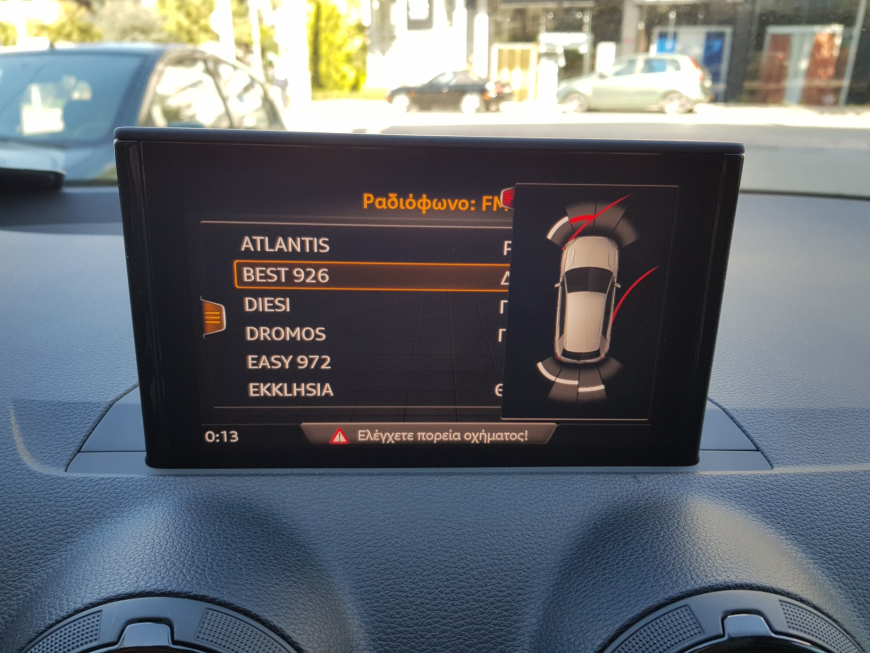 Ραδιόφωνο: FM
ATLANTIS
BEST 926
DIESI
DROMOS
EASY 972
EKKLHSIA
0:13
Ελέγχετε πορεία οχήματος!